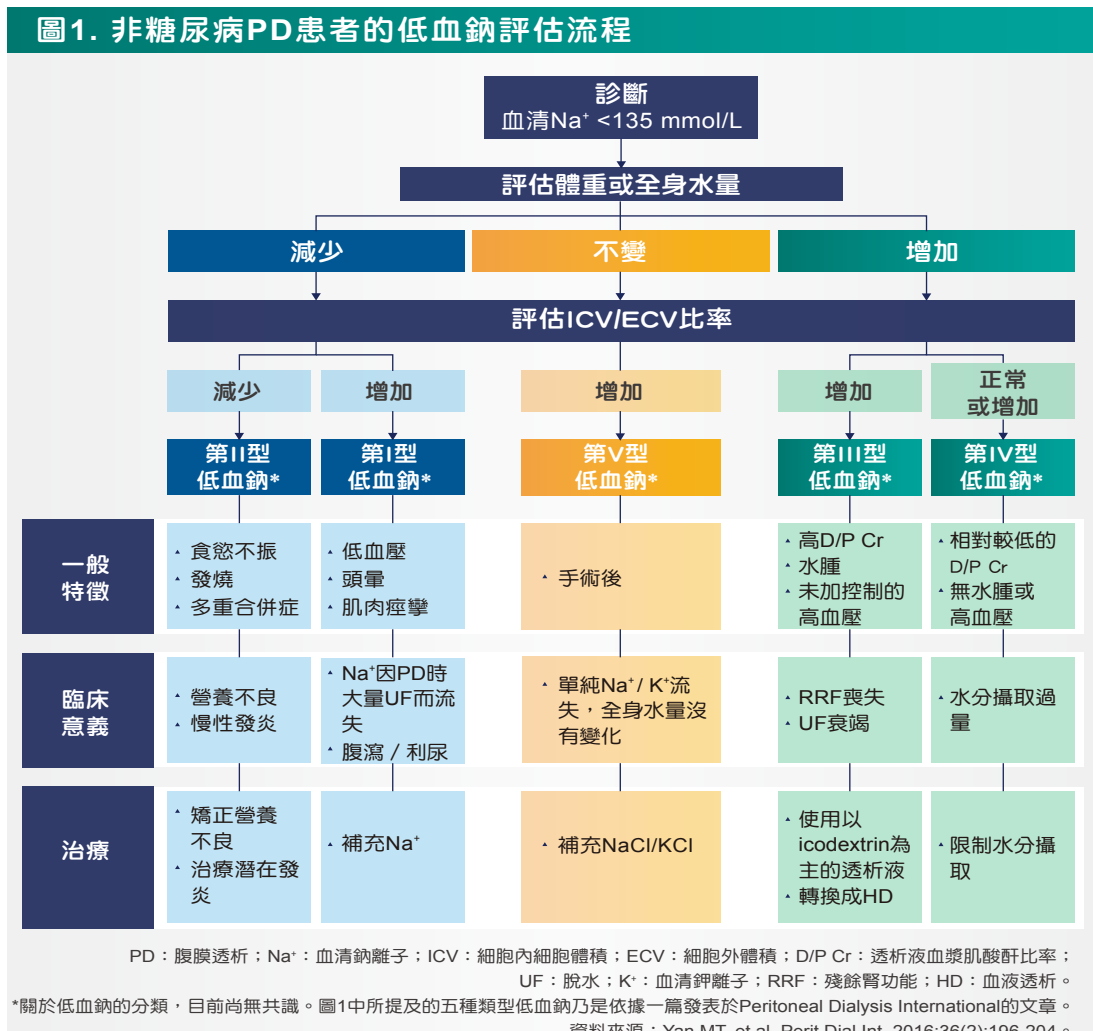 圖1. 非糖尿病PD患者的低血鈉評估流程
診斷
血清Na⁺ <135 mmol/L
評估體重或全身水量
減少
不變
增加
評估ICV/ECV比率
減少
增加
增加
增加
正常
或增加
第II型
低血鈉*
第I型
低血鈉*
第V型
低血鈉*
第III型
低血鈉*
第IV型
低血鈉*
一般
特徵
‧食慾不振
‧發燒
‧多重合併症
‧低血壓
‧頭暈
‧肌肉痙攣
‧手術後
‧高D/P Cr
‧水腫
‧未加控制的
高血壓
‧相對較低的
D/P Cr
‧無水腫或
高血壓
臨床
意義
‧營養不良
‧慢性發炎
‧Na⁺因PD時
大量UF而流
失
‧腹瀉 / 利尿
‧單純Na⁺/ K⁺流
失，全身水量沒
有變化
‧RRF喪失
‧UF衰竭
‧水分攝取過
量
治療
‧矯正營養
不良
‧治療潛在發
炎
‧補充Na⁺
‧補充NaCl/KCl
‧使用以
icodextrin為
主的透析液
‧轉換成HD
‧限制水分攝
取
PD：腹膜透析；Na⁺：血清鈉離子；ICV：細胞內細胞體積；ECV：細胞外體積；D/P Cr：透析液血漿肌酸酐比率；
UF：脫水；K⁺：血清鉀離子；RRF：殘餘腎功能；HD：血液透析。
*關於低血鈉的分類，目前尚無共識。圖1中所提及的五種類型低血鈉乃是依據一篇發表於Peritoneal Dialysis International的文章。
資料來源：Yan MT, et al. Perit Dial Int. 2016;36(2):196-204。